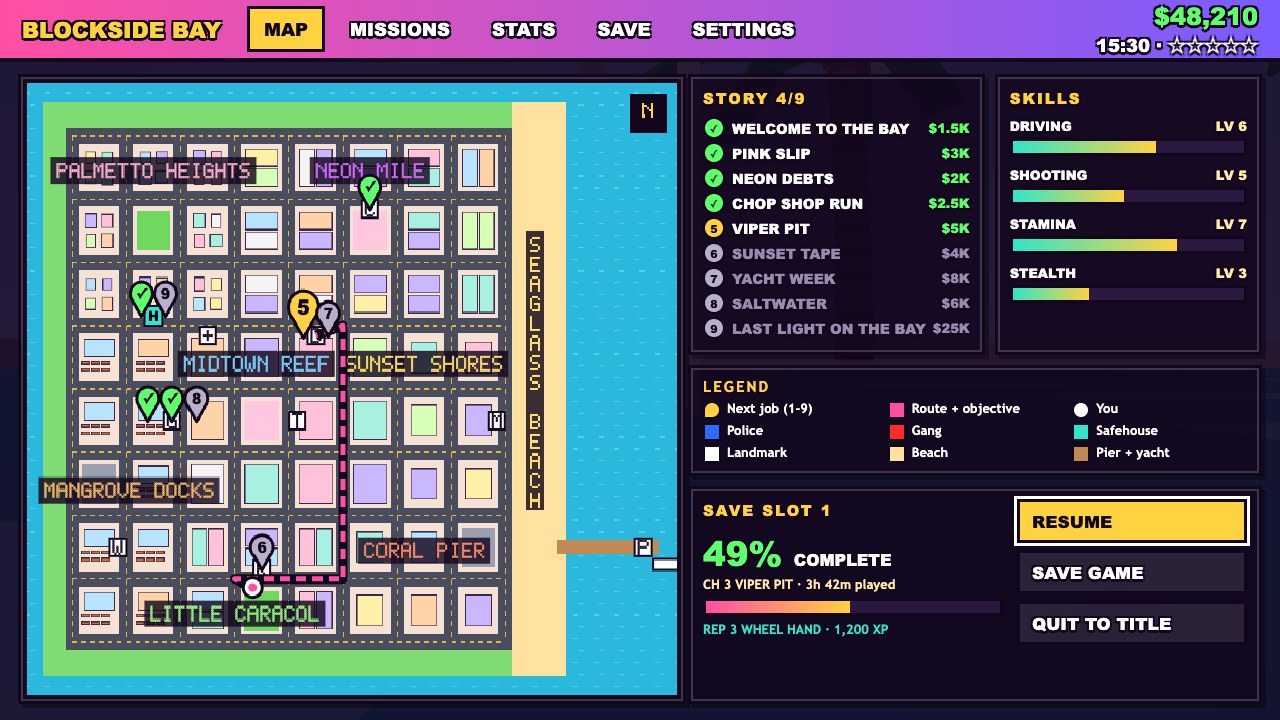 BLOCKSIDE BAY
MAP
MISSIONS
STATS
SAVE
SETTINGS
$48,210
15:30 · ☆☆☆☆☆
N
PALMETTO HEIGHTS
NEON MILE
SEAGLASS BEACH
9
H
5
7
MIDTOWN REEF
SUNSET SHORES
8
T
MANGROVE DOCKS
W
6
CORAL PIER
P
LITTLE CARACOL
STORY 4/9
✓ WELCOME TO THE BAY $1.5K
✓ PINK SLIP $3K
✓ NEON DEBTS $2K
✓ CHOP SHOP RUN $2.5K
5 VIPER PIT $5K
6 SUNSET TAPE $4K
7 YACHT WEEK $8K
8 SALTWATER $6K
9 LAST LIGHT ON THE BAY $25K
SKILLS
DRIVING LV 6
SHOOTING LV 5
STAMINA LV 7
STEALTH LV 3
LEGEND
Next job (1-9)
Route + objective
You
Police
Gang
Safehouse
Landmark
Beach
Pier + yacht
SAVE SLOT 1
49% COMPLETE
CH 3 VIPER PIT · 3h 42m played
REP 3 WHEEL HAND · 1,200 XP
RESUME
SAVE GAME
QUIT TO TITLE